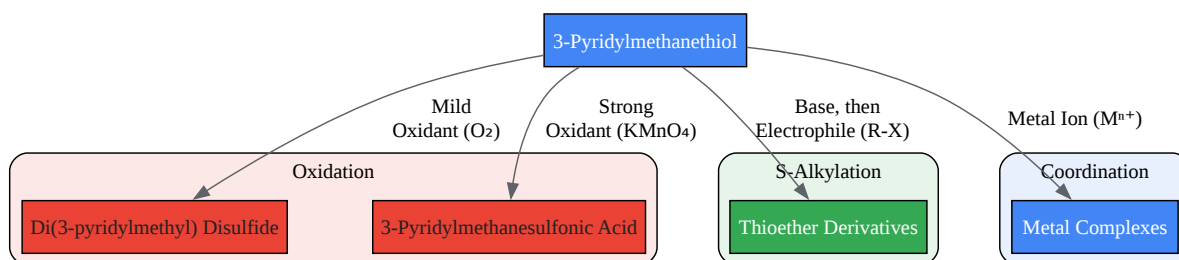 3-Pyridylmethanethiol
Mild
Oxidant (O₂)
Strong
Oxidant (KMnO₄)
Base, then
Electrophile (R-X)
Metal Ion (Mⁿ⁺)
Oxidation
S-Alkylation
Coordination
Di(3-pyridylmethyl) Disulfide
3-Pyridylmethanesulfonic Acid
Thioether Derivatives
Metal Complexes